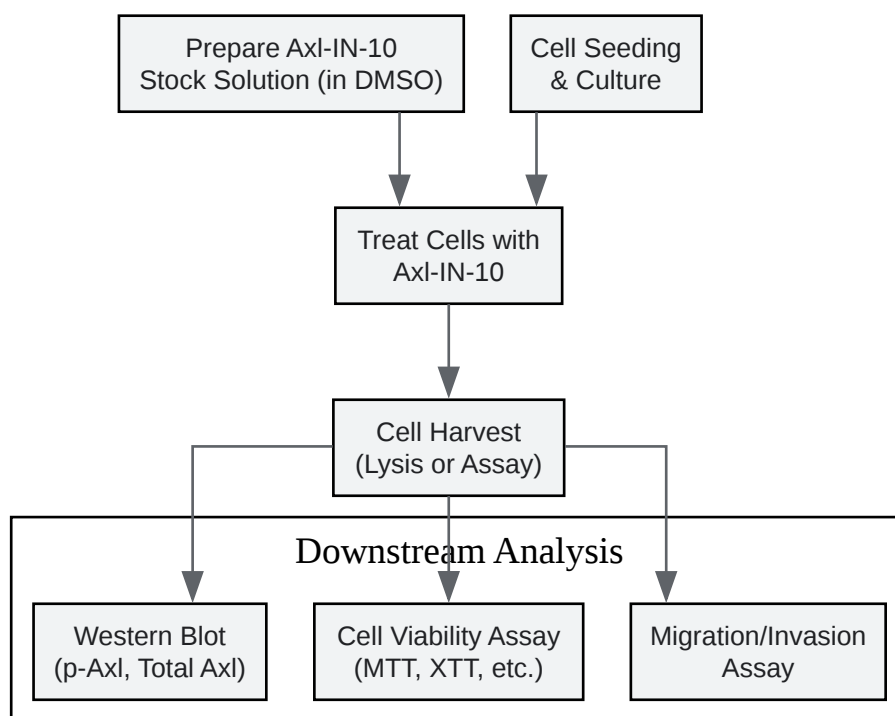 Prepare Axl-IN-10
Stock Solution (in DMSO)
Cell Seeding
& Culture
Treat Cells with
Axl-IN-10
Cell Harvest
(Lysis or Assay)
Downstream Analysis
Western Blot
(p-Axl, Total Axl)
Cell Viability Assay
(MTT, XTT, etc.)
Migration/Invasion
Assay